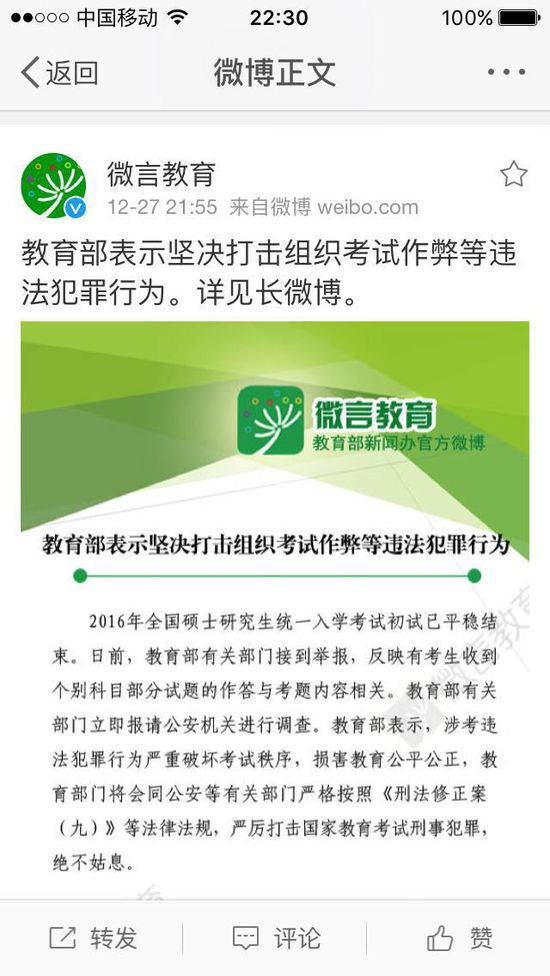 中国移动 22:30 100%
返回 微博正文
微言教育
12-27 21:55 来自微博 weibo.com
教育部表示坚决打击组织考试作弊等违
法犯罪行为。详见长微博。
微言教育
教育部新闻办官方微博
教育部表示坚决打击组织考试作弊等违法犯罪行为
2016年全国硕士研究生统一入学考试初试已平稳结
束。日前，教育部有关部门接到举报，反映有考生收到
个别科目部分试题的作答与考题内容相关。教育部有关
部门立即报请公安机关进行调查。教育部表示，涉考违
法犯罪行为严重破坏考试秩序，损害教育公平公正，教
育部门将会同公安等有关部门严格按照《刑法修正案
（九）》等法律法规，严厉打击国家教育考试刑事犯罪，
绝不姑息。
微言教育
转发 评论 赞